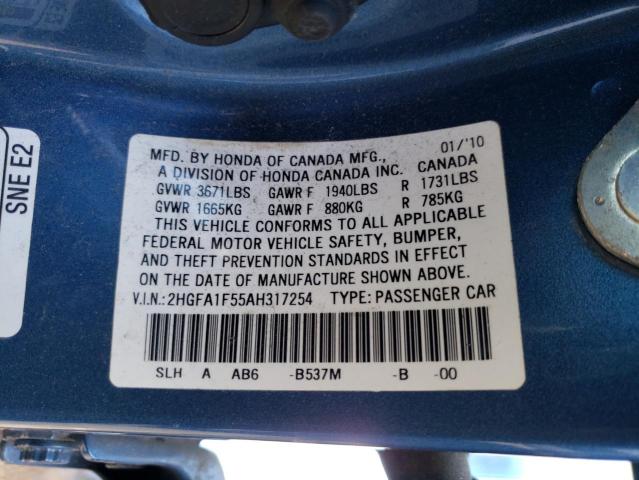 SNE E2
01/'10
MFD. BY HONDA OF CANADA MFG.,
A DIVISION OF HONDA CANADA INC. CANADA
GVWR 3671LBS GAWR F 1940LBS R 1731LBS
GVWR 1665KG GAWR F 880KG R 785KG
THIS VEHICLE CONFORMS TO ALL APPLICABLE
FEDERAL MOTOR VEHICLE SAFETY, BUMPER,
AND THEFT PREVENTION STANDARDS IN EFFECT
ON THE DATE OF MANUFACTURE SHOWN ABOVE.
V.I.N.:2HGFA1F55AH317254 TYPE: PASSENGER CAR
SLH A AB6 -B537M -B -00